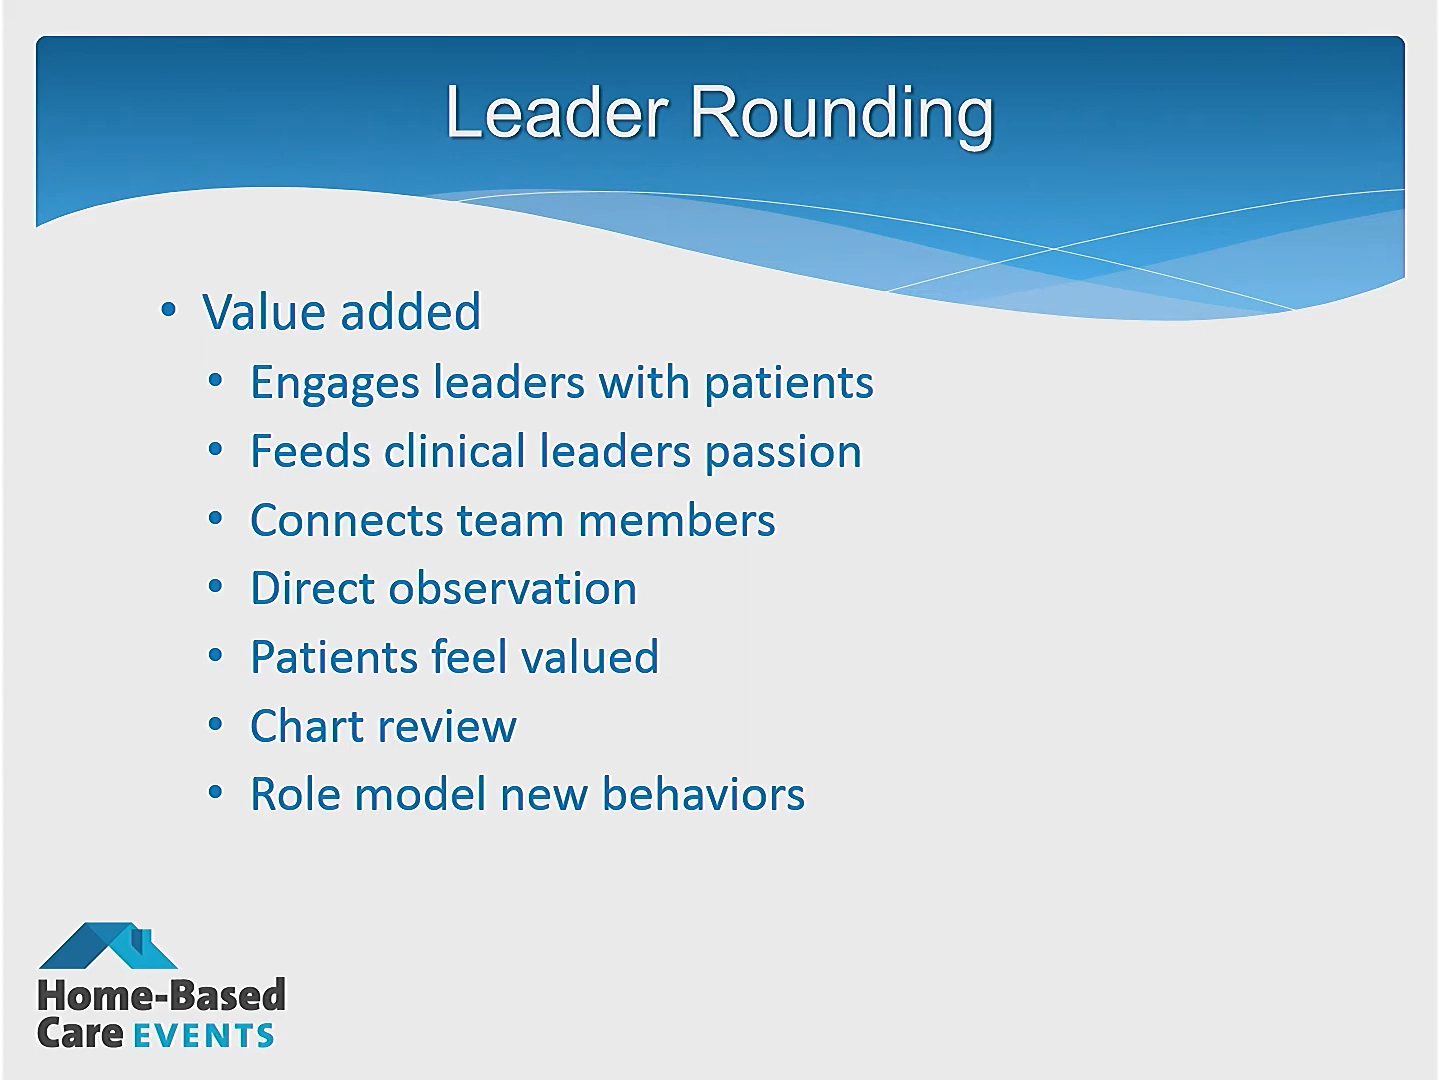 Leader Rounding
• Value added
• Engages leaders with patients
• Feeds clinical leaders passion
• Connects team members
• Direct observation
• Patients feel valued
• Chart review
• Role model new behaviors
Home-Based
Care EVENTS